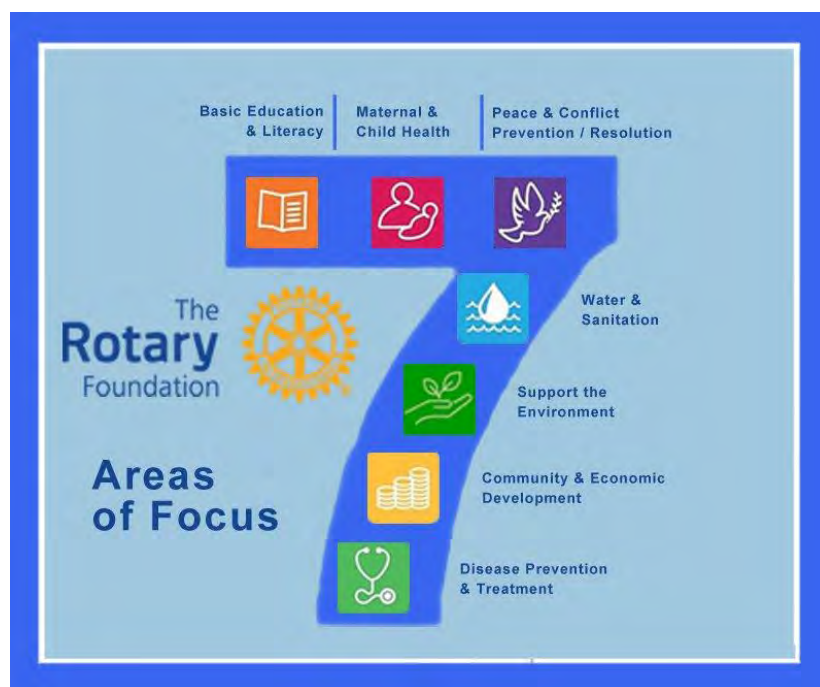 Basic Education
& Literacy
Maternal &
Child Health
Peace & Conflict
Prevention / Resolution
Water &
Sanitation
The
Rotary
Foundation
Support the
Environment
Areas
of Focus
Community & Economic
Development
Disease Prevention
& Treatment
7